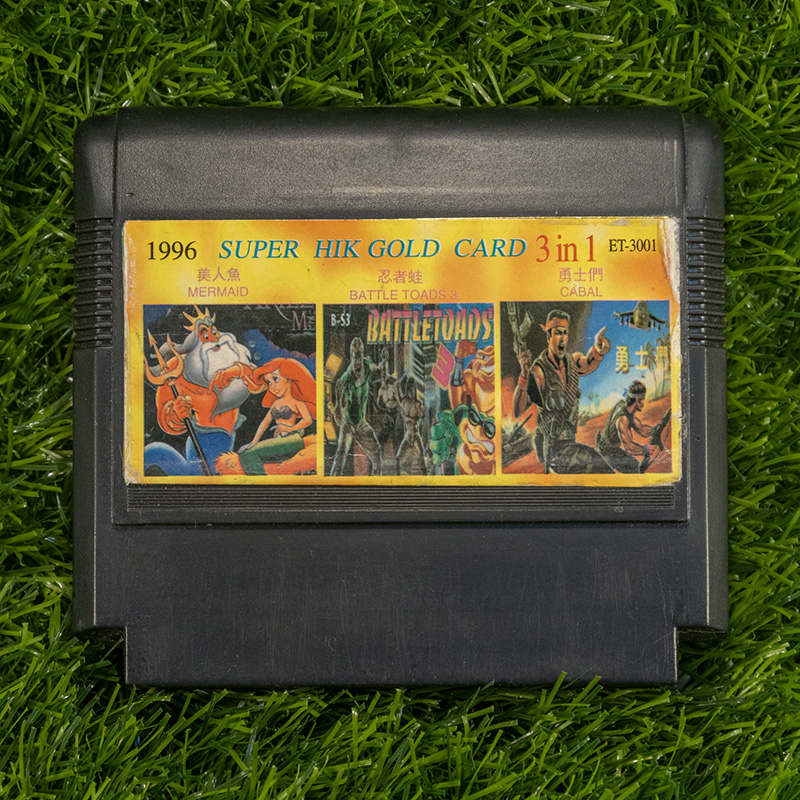 1996 SUPER HIK GOLD CARD 3 in 1 ET-3001
美人魚 忍者蛙 勇士們
MERMAID BATTLE TOADS 3 CABAL
B-S3
BATTLETOADS
3
勇士